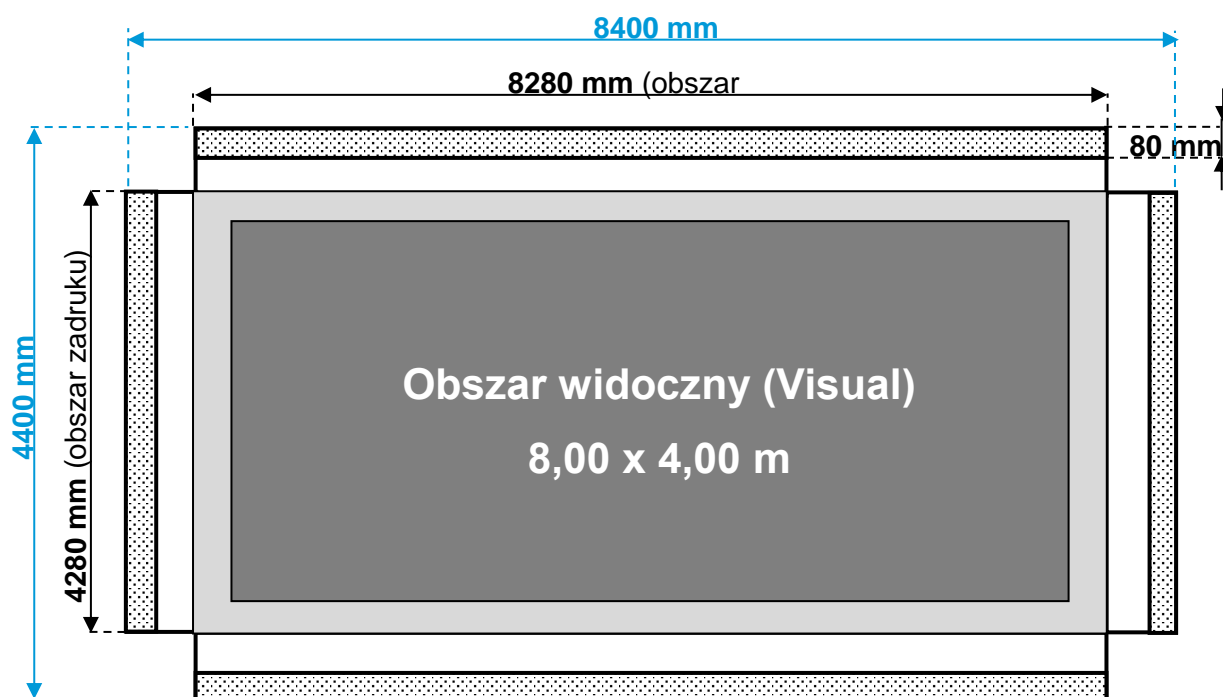 8400 mm
8280 mm (obszar
80 mm
4400 mm
4280 mm (obszar zadruku)
Obszar widoczny (Visual)
8,00 x 4,00 m